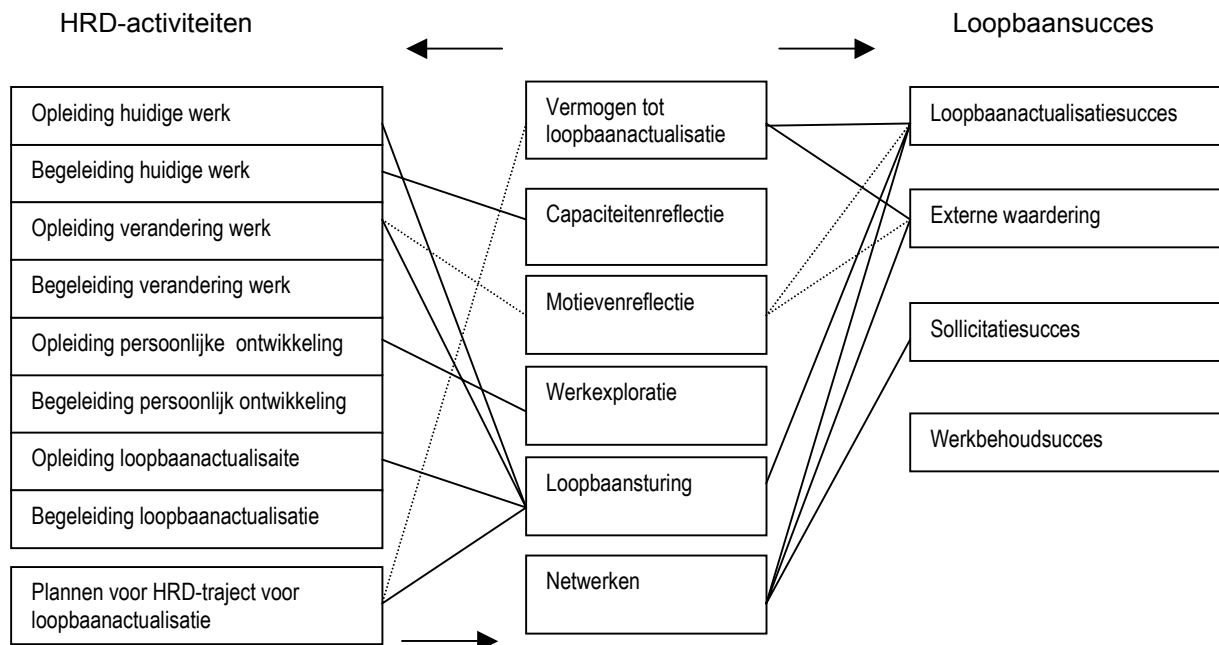 HRD-activiteiten
Loopbaansucces
Opleiding huidige werk
Begeleiding huidige werk
Opleiding verandering werk
Begeleiding verandering werk
Opleiding persoonlijke ontwikkeling
Begeleiding persoonlijk ontwikkeling
Opleiding loopbaanactualisaite
Begeleiding loopbaanactualisatie
Plannen voor HRD-traject voor
loopbaanactualisatie
Vermogen tot
loopbaanactualisatie
Capaciteitenreflectie
Motievenreflectie
Werkexploratie
Loopbaansturing
Netwerken
Loopbaanactualisatiesucces
Externe waardering
Sollicitatiesucces
Werkbehoudsucces